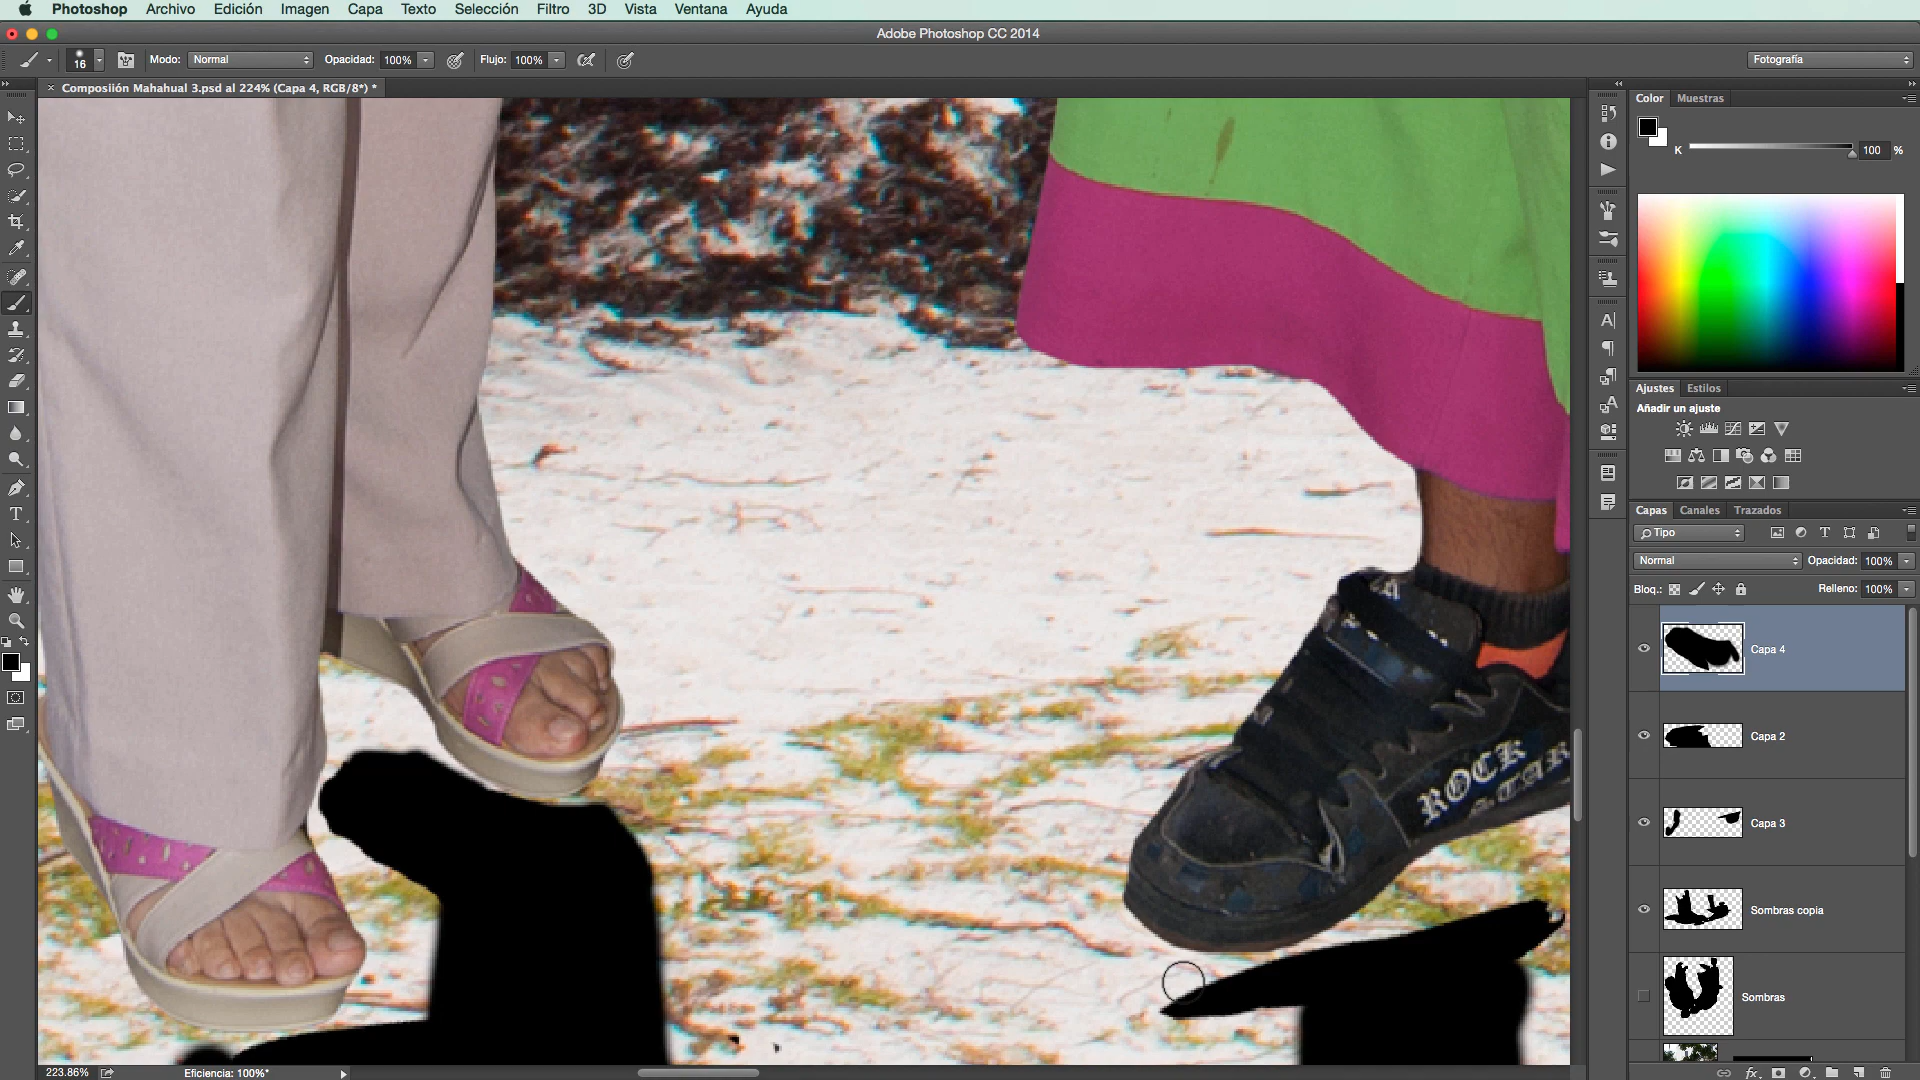 Photoshop Archivo Edición Imagen Capa Texto Selección Filtro 3D Vista Ventana Ayuda
Adobe Photoshop CC 2014
16 Modo: Normal Opacidad: 100% Flujo: 100% Fotografía
× Composiión Mahahual 3.psd al 224% (Capa 4, RGB/8*) *
Color Muestras
K 100 %
Ajustes Estilos
Añadir un ajuste
Capas Canales Trazados
Tipo
Normal Opacidad: 100%
Bloq.: Relleno: 100%
Capa 4
Capa 2
Capa 3
Sombras copia
Sombras
ROCK
STAR
223.86% Eficiencia: 100%*